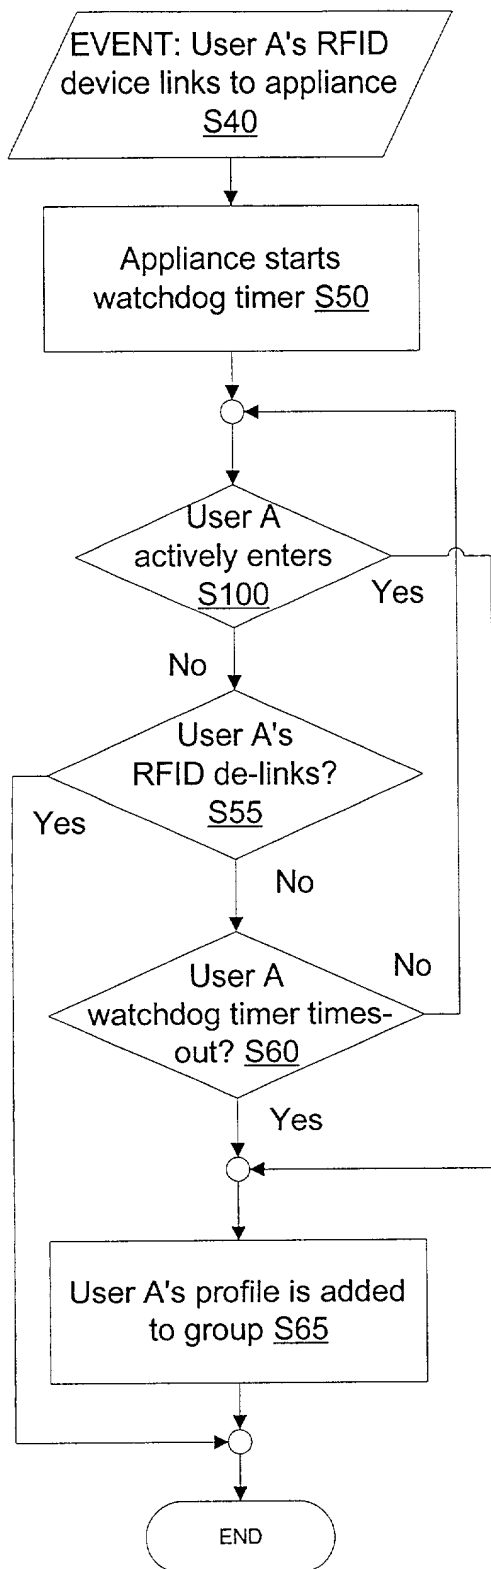 EVENT: User A's RFID
device links to appliance
S40
Appliance starts
watchdog timer S50
User A
actively enters
S100
Yes
No
User A's
RFID de-links?
S55
Yes
No
User A
watchdog timer times-
out? S60
No
Yes
User A's profile is added
to group S65
END